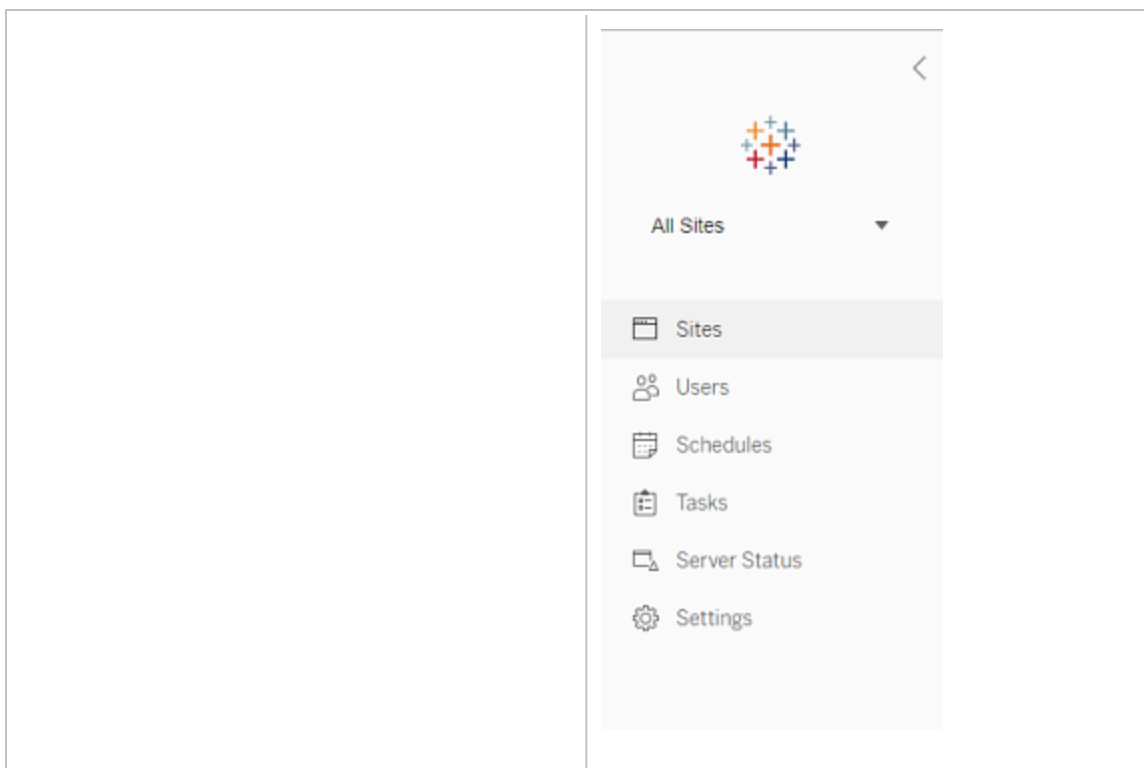 All Sites
Sites
Users
Schedules
Tasks
Server Status
Settings